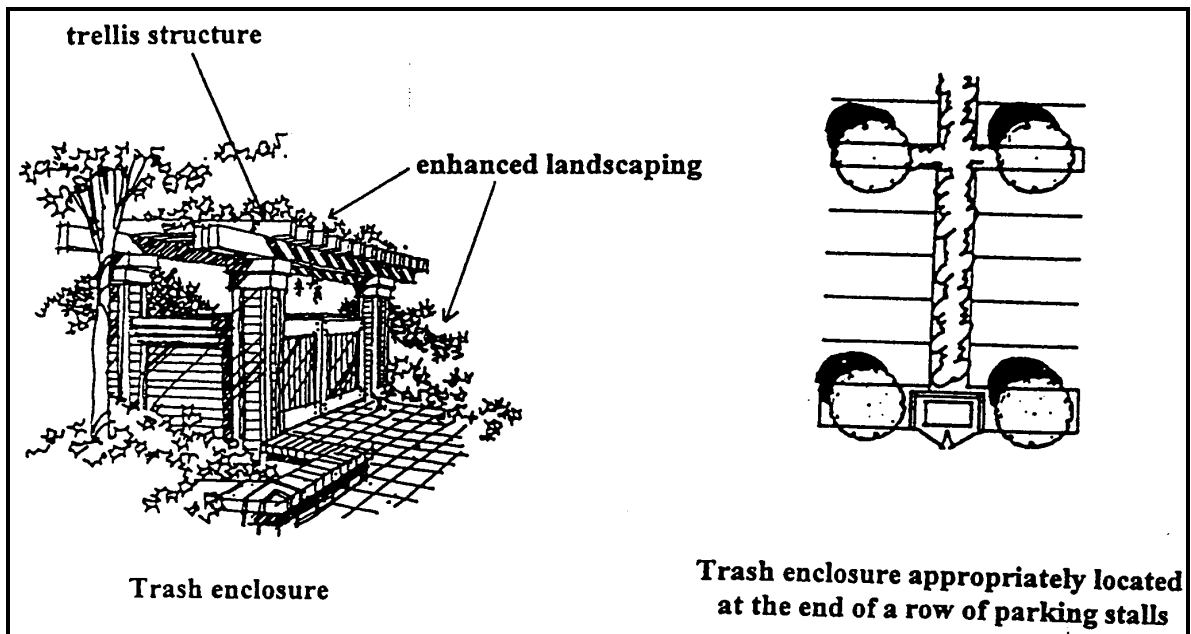 trellis structure
enhanced landscaping
Trash enclosure
Trash enclosure appropriately located
at the end of a row of parking stalls